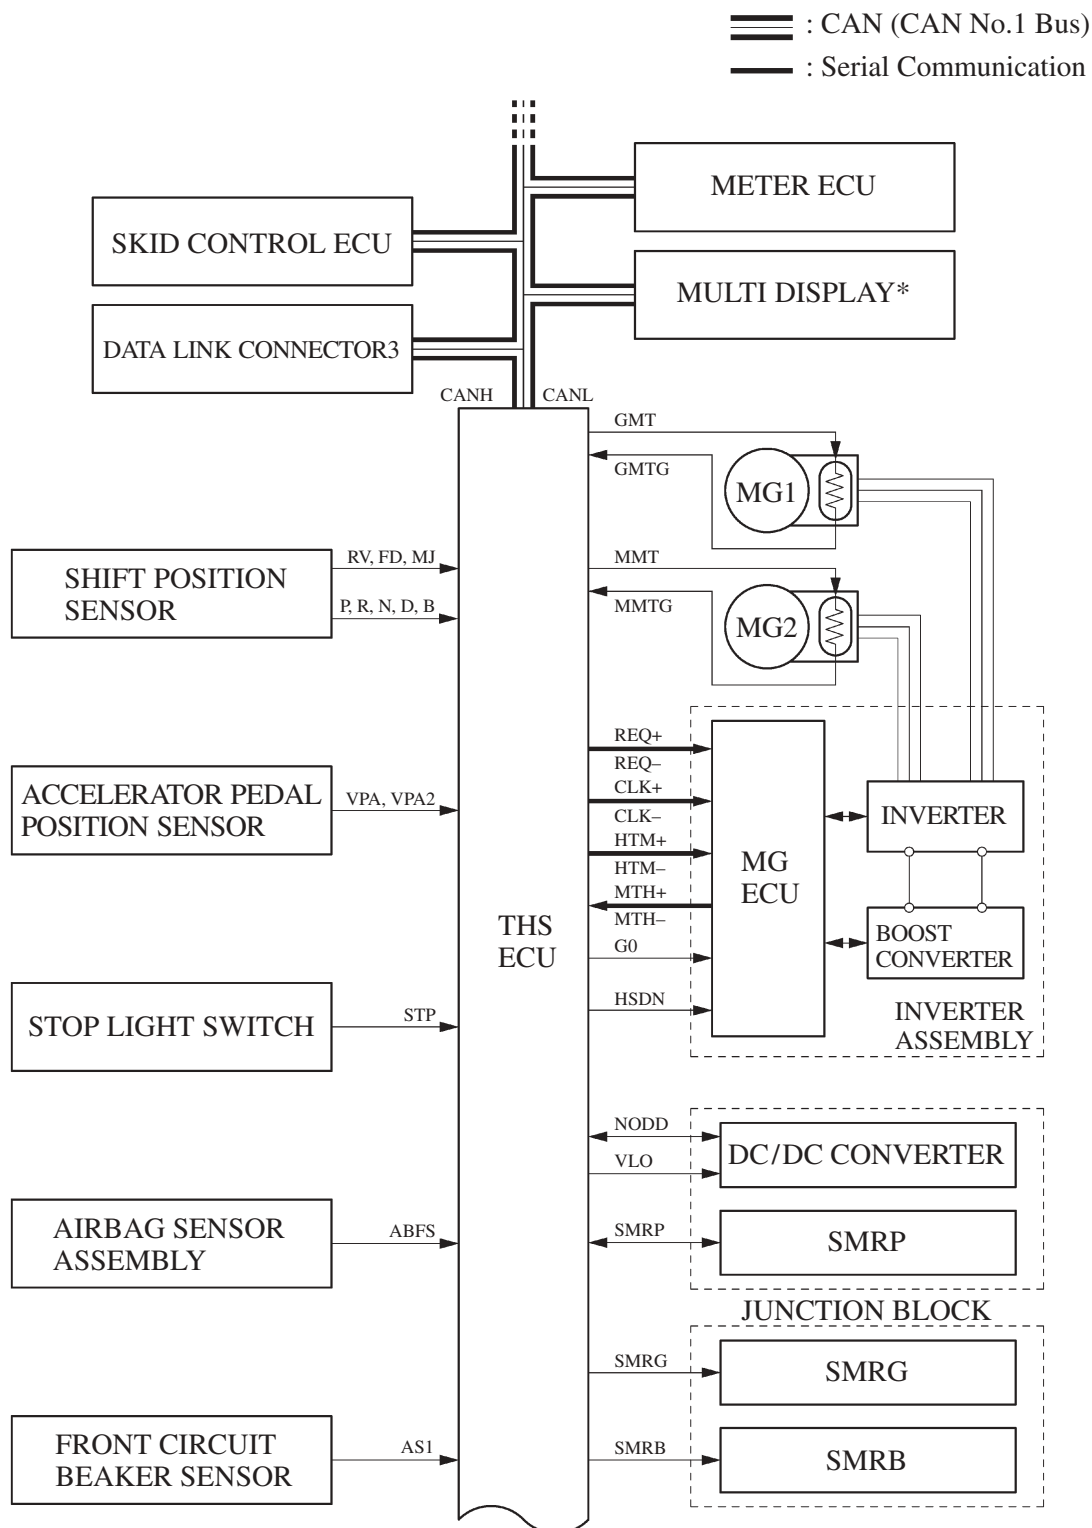 : CAN (CAN No.1 Bus)
: Serial Communication
METER ECU
SKID CONTROL ECU
MULTI DISPLAY*
DATA LINK CONNECTOR3
CANH
CANL
GMT
GMTG
MG1
SHIFT POSITION
SENSOR
RV, FD, MJ
P, R, N, D, B
MMT
MMTG
MG2
ACCELERATOR PEDAL
POSITION SENSOR
VPA, VPA2
THS
ECU
REQ+
REQ–
CLK+
CLK–
HTM+
HTM–
MTH+
MTH–
G0
HSDN
MG
ECU
INVERTER
BOOST
CONVERTER
INVERTER
ASSEMBLY
STOP LIGHT SWITCH
STP
NODD
VLO
DC/DC CONVERTER
AIRBAG SENSOR
ASSEMBLY
ABFS
SMRP
SMRP
JUNCTION BLOCK
SMRG
SMRG
FRONT CIRCUIT
BEAKER SENSOR
AS1
SMRB
SMRB